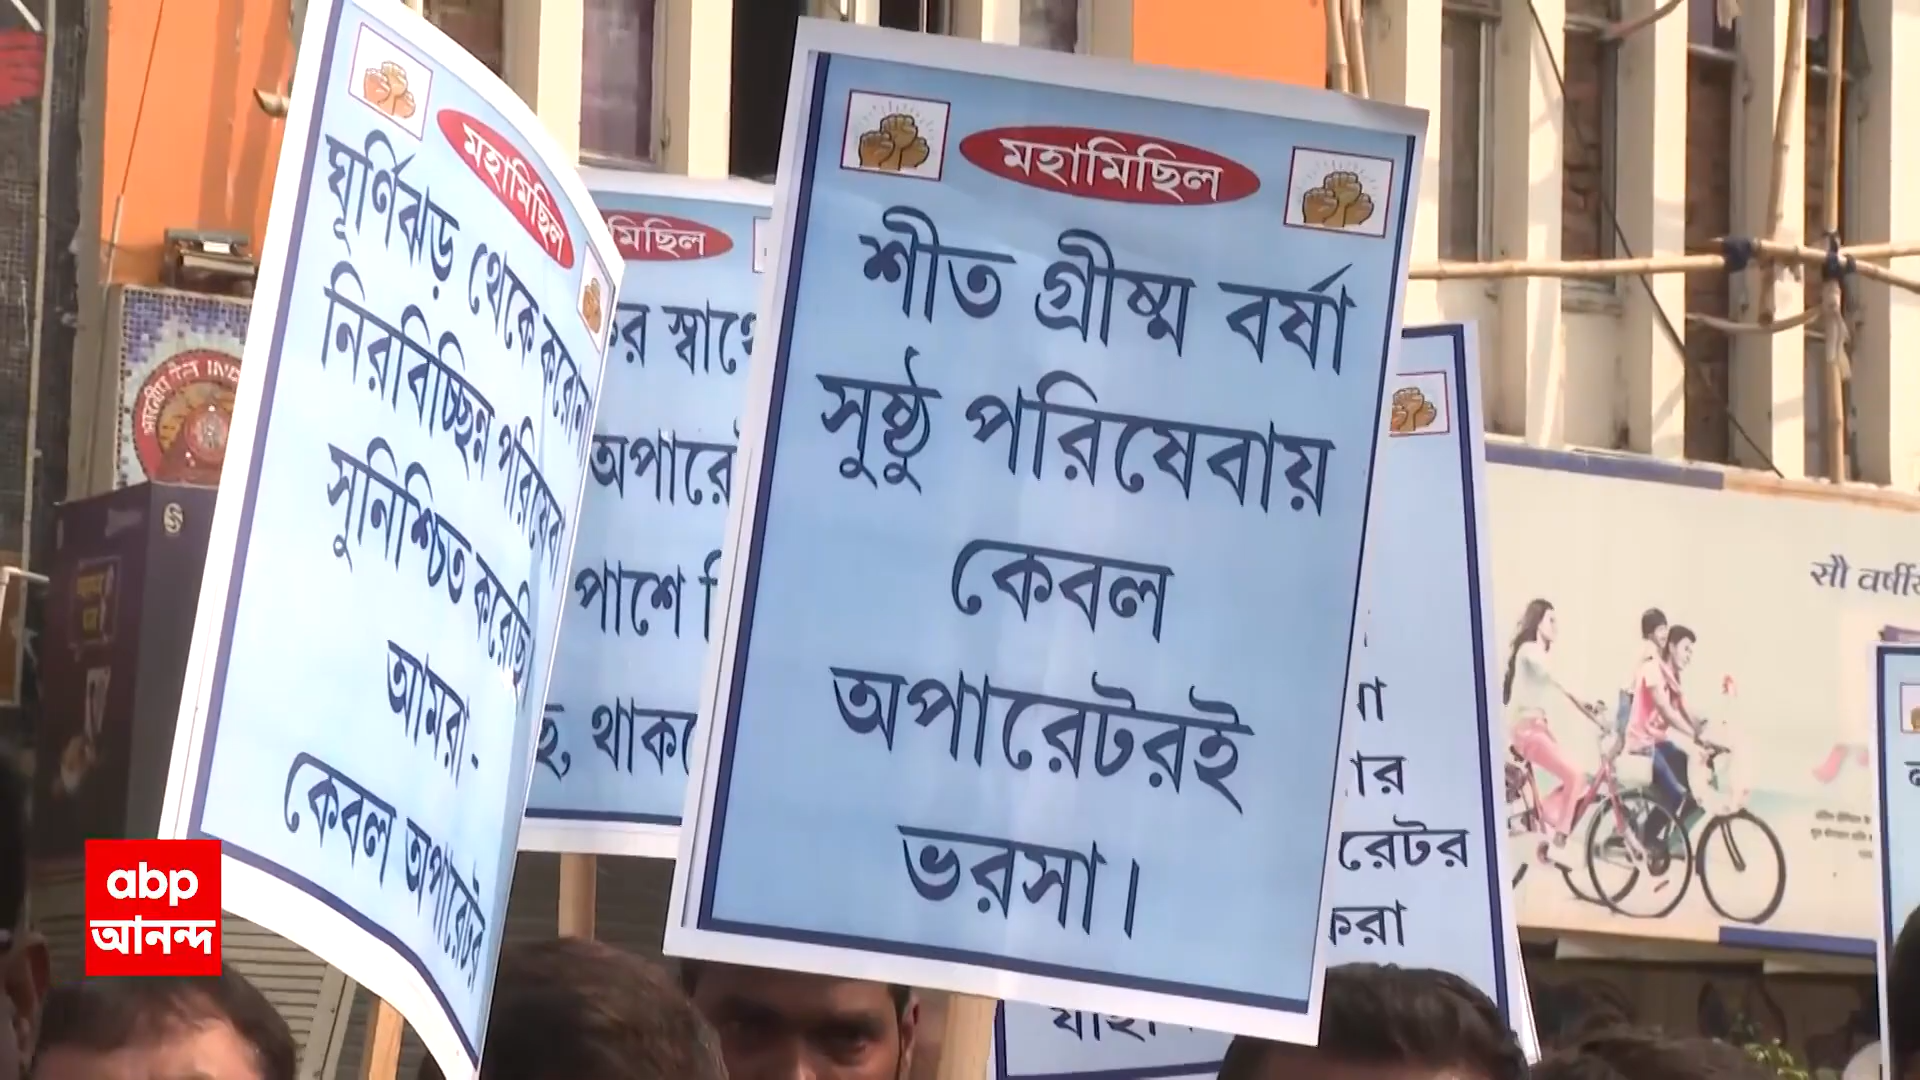 মহামিছিল
ঘূর্ণিঝড় থেকে করোনা
নিরবিচ্ছিন্ন পরিষেবা
সুনিশ্চিত করেছি
আমরা-
কেবল অপারেটর
মিছিল
অপারে
পাশে
থাক
মহামিছিল
শীত গ্রীষ্ম বর্ষা
সুষ্ঠু পরিষেবায়
কেবল
অপারেটরই
ভরসা।
রেটর
করা
सौ वर्षी
abp
আনন্দ